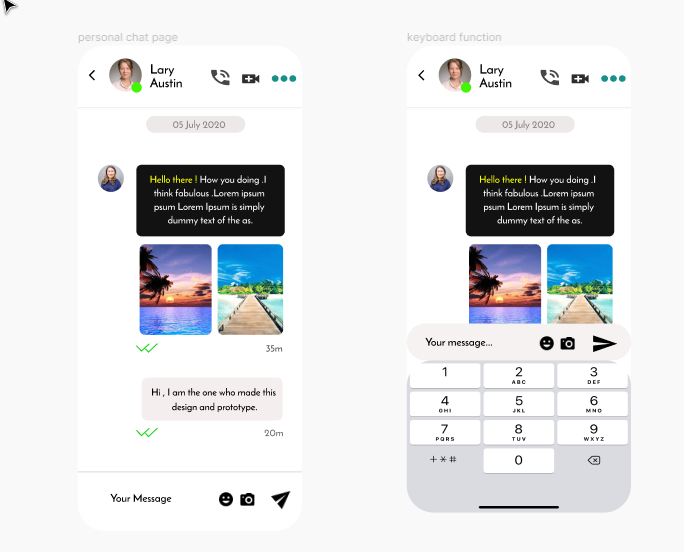 personal chat page
Lary
Austin
05 July 2020
Hello there ! How you doing .I
think fabulous .Lorem ipsum
psum Lorem Ipsum is simply
dummy text of the as.
35m
Hi , I am the one who made this
design and prototype.
20m
Your Message
keyboard function
Lary
Austin
05 July 2020
Hello there ! How you doing .I
think fabulous .Lorem ipsum
psum Lorem Ipsum is simply
dummy text of the as.
Your message...
1 2 3
ABC DEF
4 5 6
GHI JKL MNO
7 8 9
PQRS TUV WXYZ
+*# 0